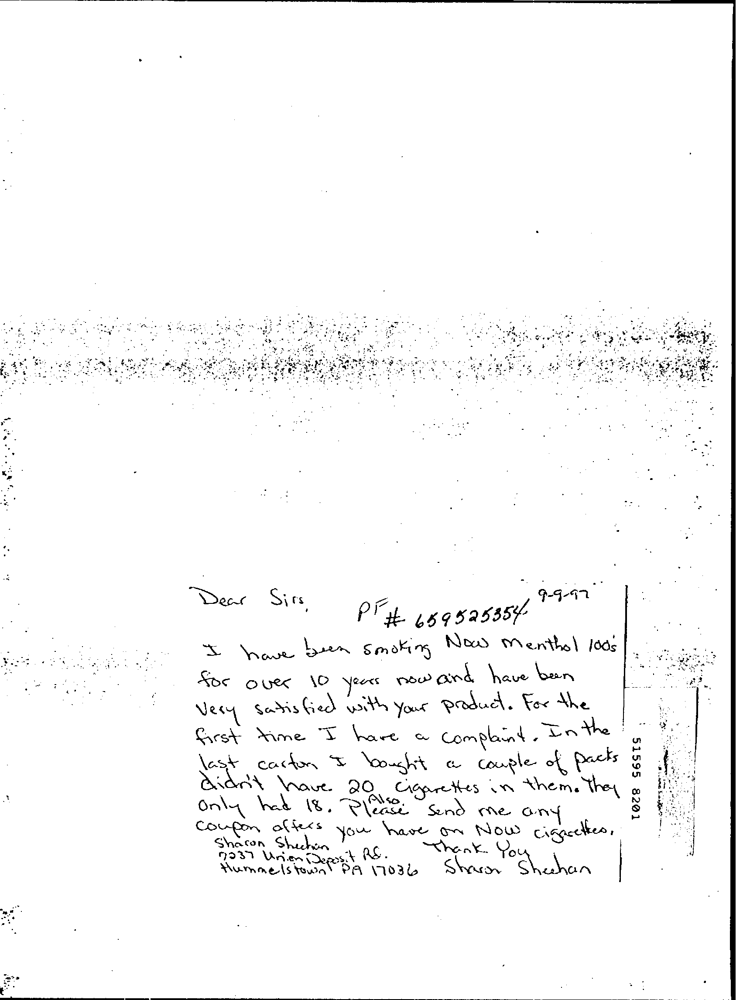 Dear Sirs,
9-9-97
PF# 659525354
I have been smoking Now menthol 100's
for over 10 years now and have been
Very satisfied with your product. For the
first time I have a complaint. In the
last carton I bought a couple of packs
didn't have 20 cigarettes in them. They
only had 18. Also, Please send me any
coupon offers you have on Now cigarettes.
Thank You
Sharon Sheehan
Sharon Sheehan
7237 Union Deposit Rd.
Hummelstown PA 17036
51595 8201